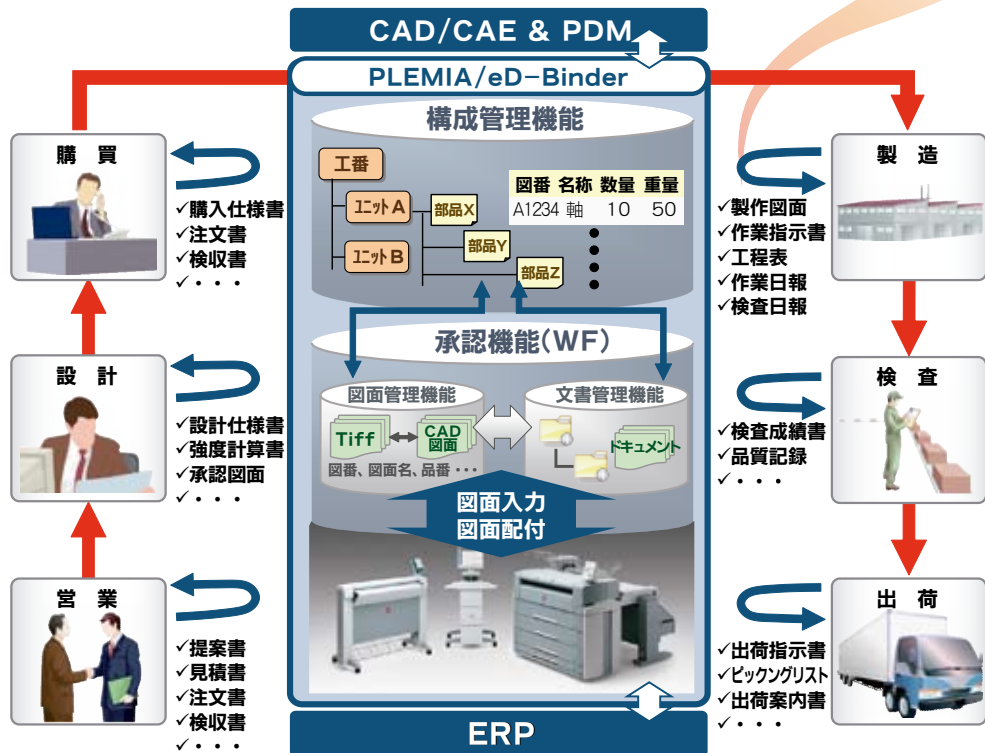 CAD/CAE & PDM
PLEMIA/eD-Binder
構成管理機能
工番
ユニットA
ユニットB
部品X
部品Y
部品Z
図番 名称 数量 重量
A1234 軸 10 50
承認機能(WF)
図面管理機能
Tiff
CAD
図面
図番、図面名、品番 ・・・
文書管理機能
ドキュメント
図面入力
図面配付
ERP
購 買
✓購入仕様書
✓注文書
✓検収書
✓・・・
設 計
✓設計仕様書
✓強度計算書
✓承認図面
✓・・・
営 業
✓提案書
✓見積書
✓注文書
✓検収書
✓・・・
製 造
✓製作図面
✓作業指示書
✓工程表
✓作業日報
✓検査日報
検 査
✓検査成績書
✓品質記録
✓・・・
出 荷
✓出荷指示書
✓ピックングリスト
✓出荷案内書
✓・・・